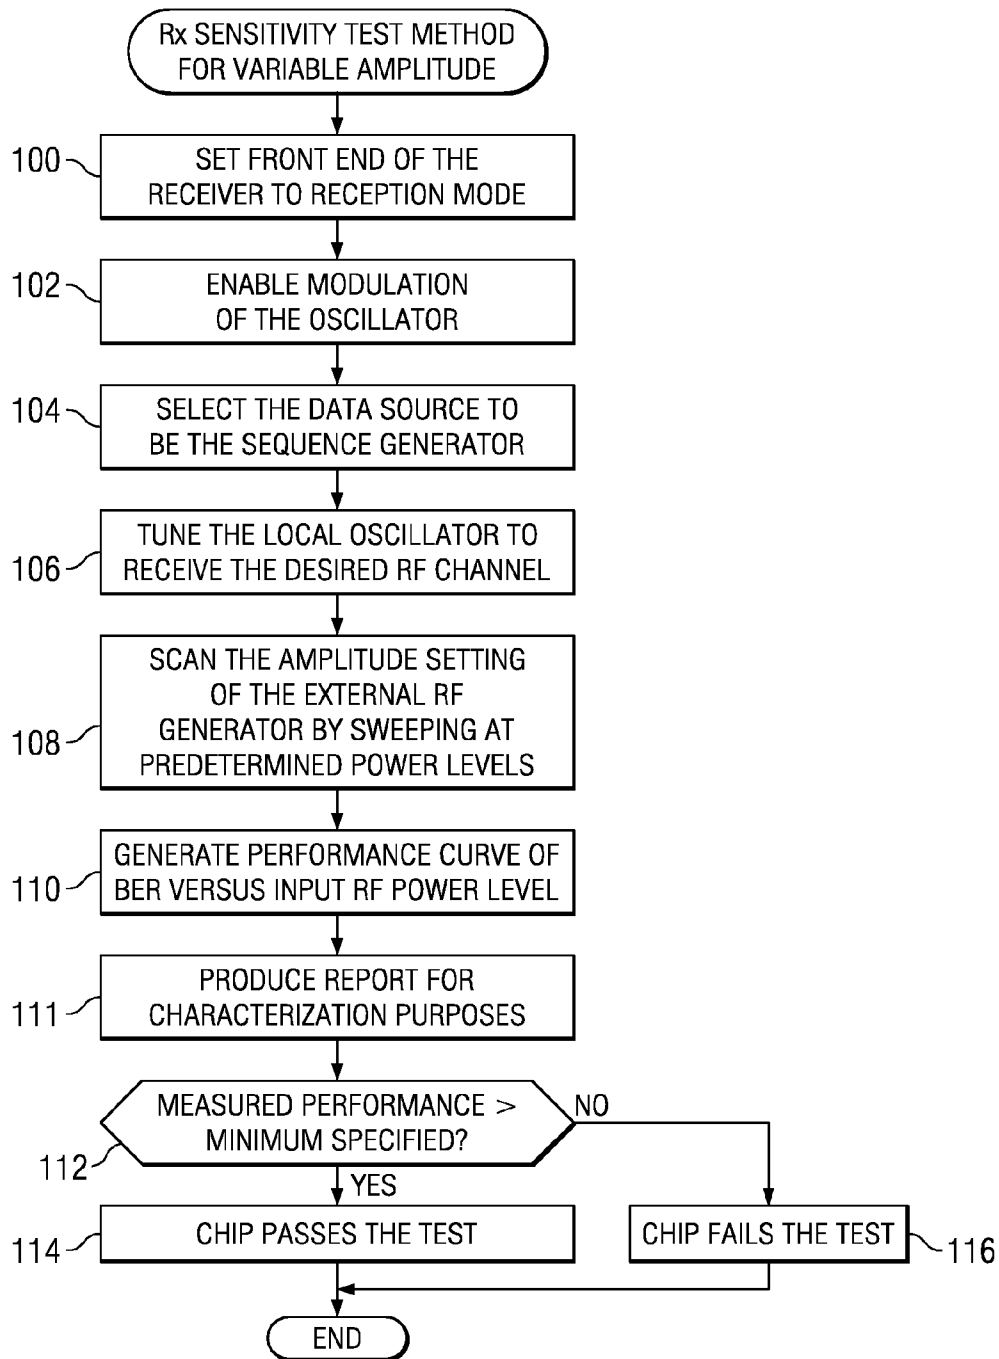 Rx SENSITIVITY TEST METHOD
FOR VARIABLE AMPLITUDE
100
SET FRONT END OF THE
RECEIVER TO RECEPTION MODE
102
ENABLE MODULATION
OF THE OSCILLATOR
104
SELECT THE DATA SOURCE TO
BE THE SEQUENCE GENERATOR
106
TUNE THE LOCAL OSCILLATOR TO
RECEIVE THE DESIRED RF CHANNEL
108
SCAN THE AMPLITUDE SETTING
OF THE EXTERNAL RF
GENERATOR BY SWEEPING AT
PREDETERMINED POWER LEVELS
110
GENERATE PERFORMANCE CURVE OF
BER VERSUS INPUT RF POWER LEVEL
111
PRODUCE REPORT FOR
CHARACTERIZATION PURPOSES
112
MEASURED PERFORMANCE >
MINIMUM SPECIFIED?
NO
YES
114
CHIP PASSES THE TEST
CHIP FAILS THE TEST
116
END